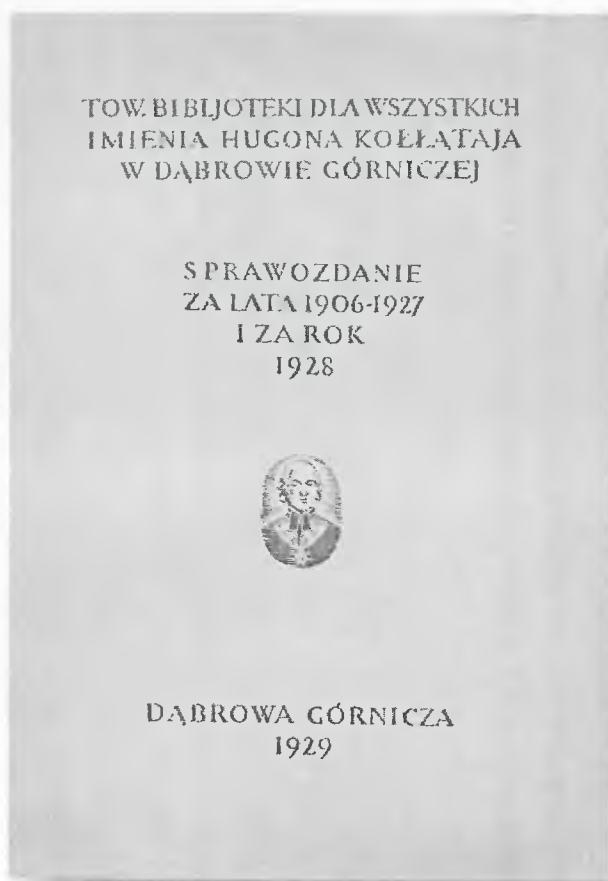 TOW. BIBLJOTEKI DLA WSZYSTKICH
IMIENIA HUGONA KOŁŁĄTAJA
W DĄBROWIE GÓRNICZEJ
SPRAWOZDANIE
ZA LATA 1906-1927
I ZA ROK
1928
DĄBROWA GÓRNICZA
1929